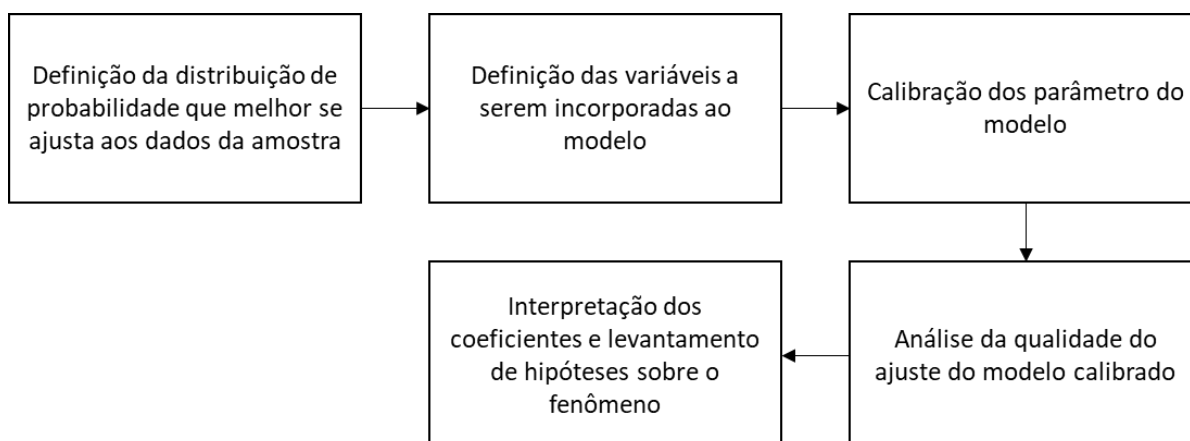 Definição da distribuição de
probabilidade que melhor se
ajusta aos dados da amostra
Definição das variáveis a
serem incorporadas ao
modelo
Calibração dos parâmetro do
modelo
Análise da qualidade do
ajuste do modelo calibrado
Interpretação dos
coeficientes e levantamento
de hipóteses sobre o
fenômeno